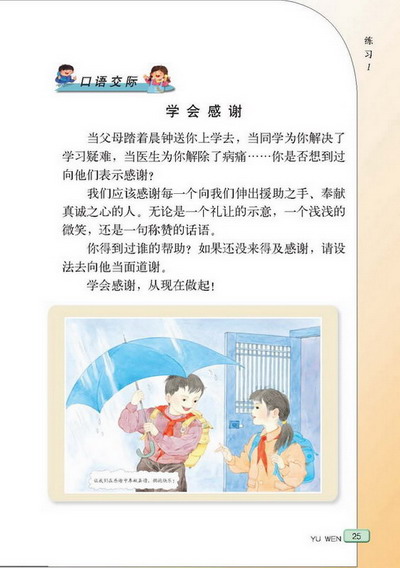 练习1
口语交际
学会感谢
当父母踏着晨钟送你上学去，当同学为你解决了
学习疑难，当医生为你解除了病痛……你是否想到过
向他们表示感谢？
我们应该感谢每一个向我们伸出援助之手、奉献
真诚之心的人。无论是一个礼让的示意，一个浅浅的
微笑，还是一句称赞的话语。
你得到过谁的帮助？如果还没来得及感谢，请设
法去向他当面道谢。
学会感谢，从现在做起！
YU WEN 25